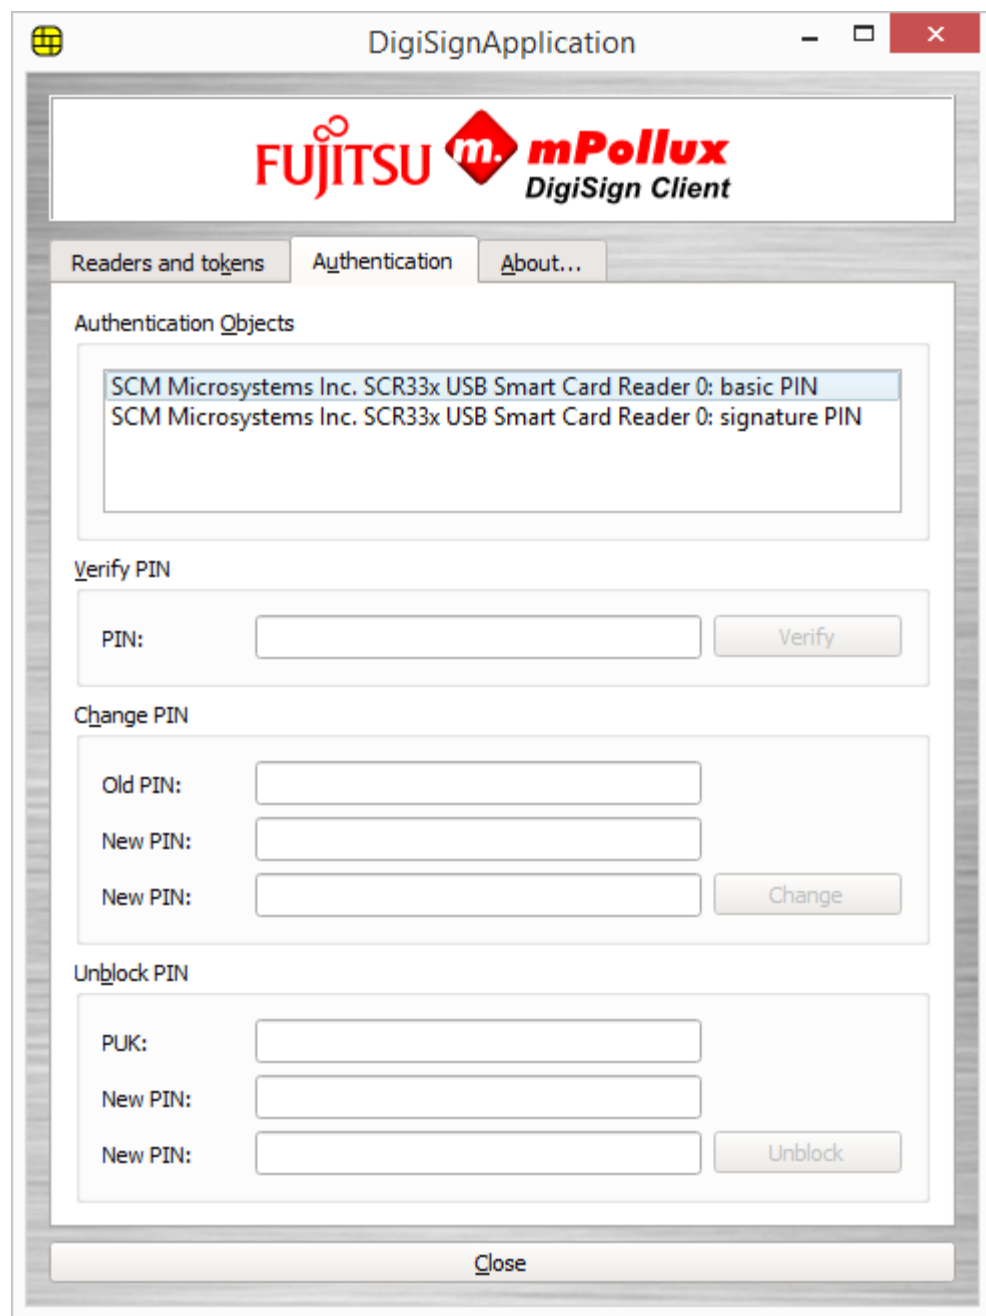 DigiSignApplication
FUJITSU m. mPollux
DigiSign Client
Readers and tokens Authentication About...
Authentication Objects
SCM Microsystems Inc. SCR33x USB Smart Card Reader 0: basic PIN
SCM Microsystems Inc. SCR33x USB Smart Card Reader 0: signature PIN
Verify PIN
PIN: Verify
Change PIN
Old PIN:
New PIN:
New PIN: Change
Unblock PIN
PUK:
New PIN:
New PIN: Unblock
Close